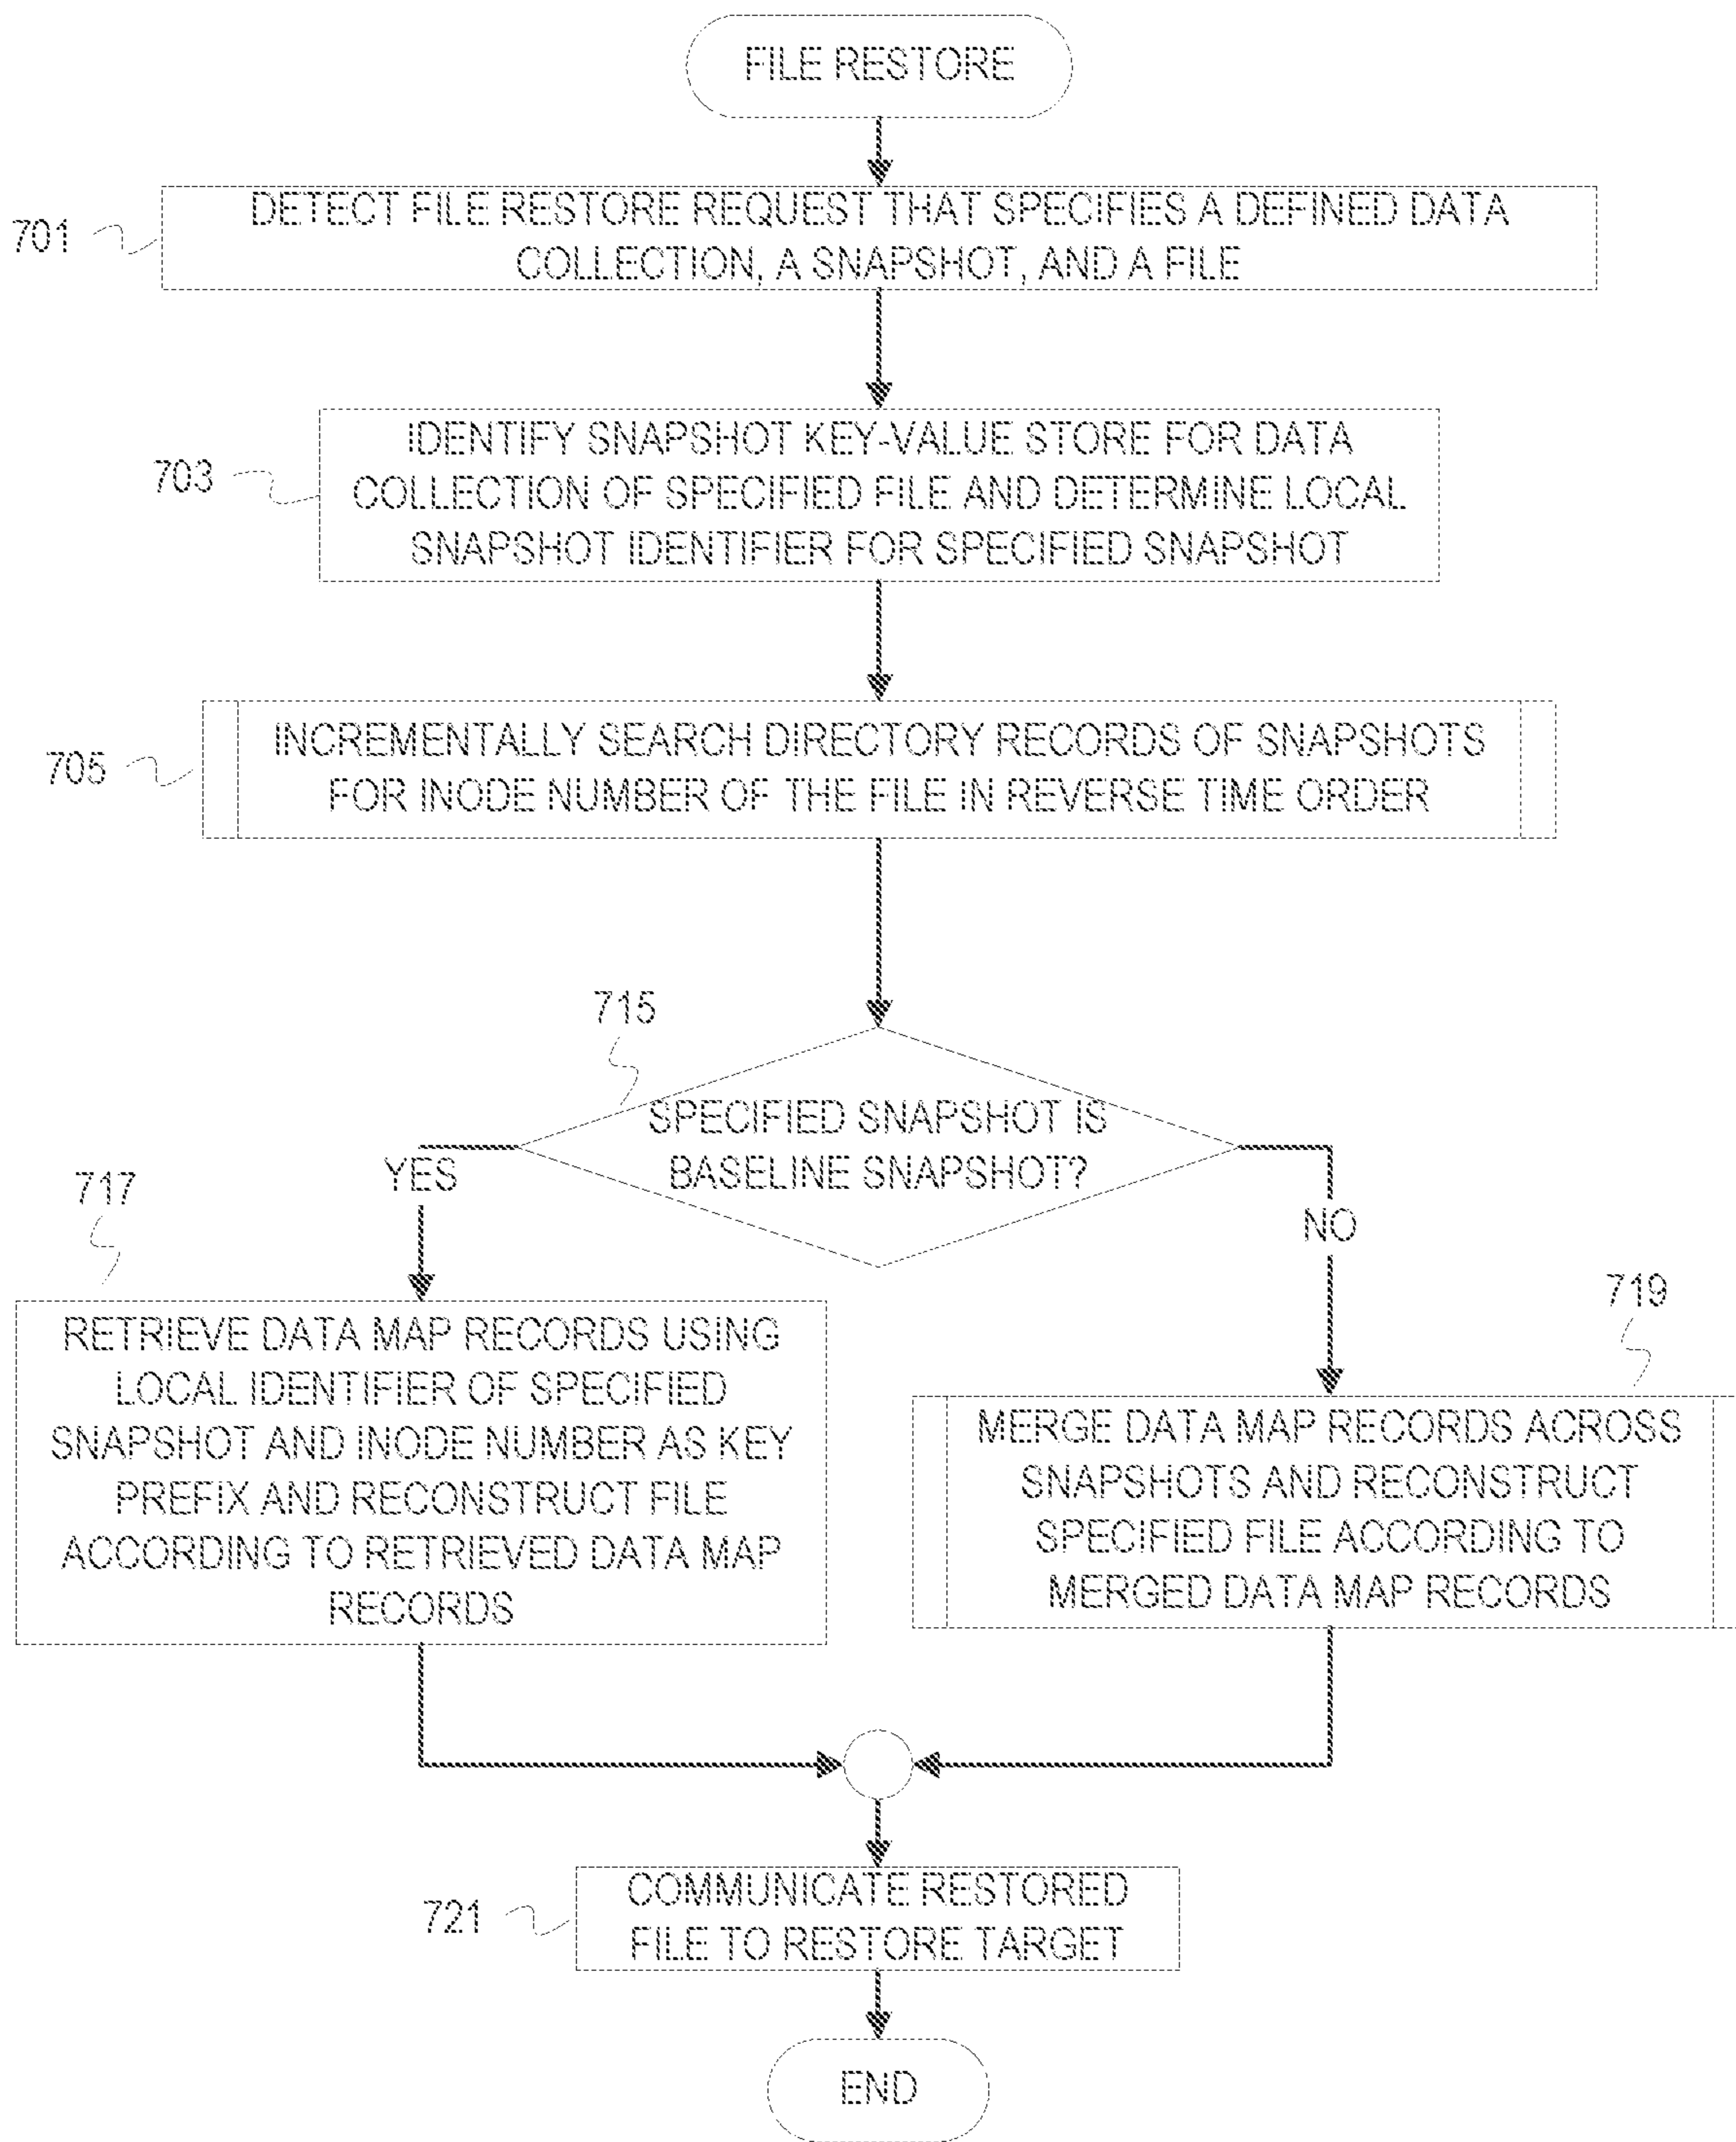 FILE RESTORE
701
DETECT FILE RESTORE REQUEST THAT SPECIFIES A DEFINED DATA
COLLECTION, A SNAPSHOT, AND A FILE
703
IDENTIFY SNAPSHOT KEY-VALUE STORE FOR DATA
COLLECTION OF SPECIFIED FILE AND DETERMINE LOCAL
SNAPSHOT IDENTIFIER FOR SPECIFIED SNAPSHOT
705
INCREMENTALLY SEARCH DIRECTORY RECORDS OF SNAPSHOTS
FOR INODE NUMBER OF THE FILE IN REVERSE TIME ORDER
715
SPECIFIED SNAPSHOT IS
BASELINE SNAPSHOT?
YES
NO
717
RETRIEVE DATA MAP RECORDS USING
LOCAL IDENTIFIER OF SPECIFIED
SNAPSHOT AND INODE NUMBER AS KEY
PREFIX AND RECONSTRUCT FILE
ACCORDING TO RETRIEVED DATA MAP
RECORDS
719
MERGE DATA MAP RECORDS ACROSS
SNAPSHOTS AND RECONSTRUCT
SPECIFIED FILE ACCORDING TO
MERGED DATA MAP RECORDS
721
COMMUNICATE RESTORED
FILE TO RESTORE TARGET
END